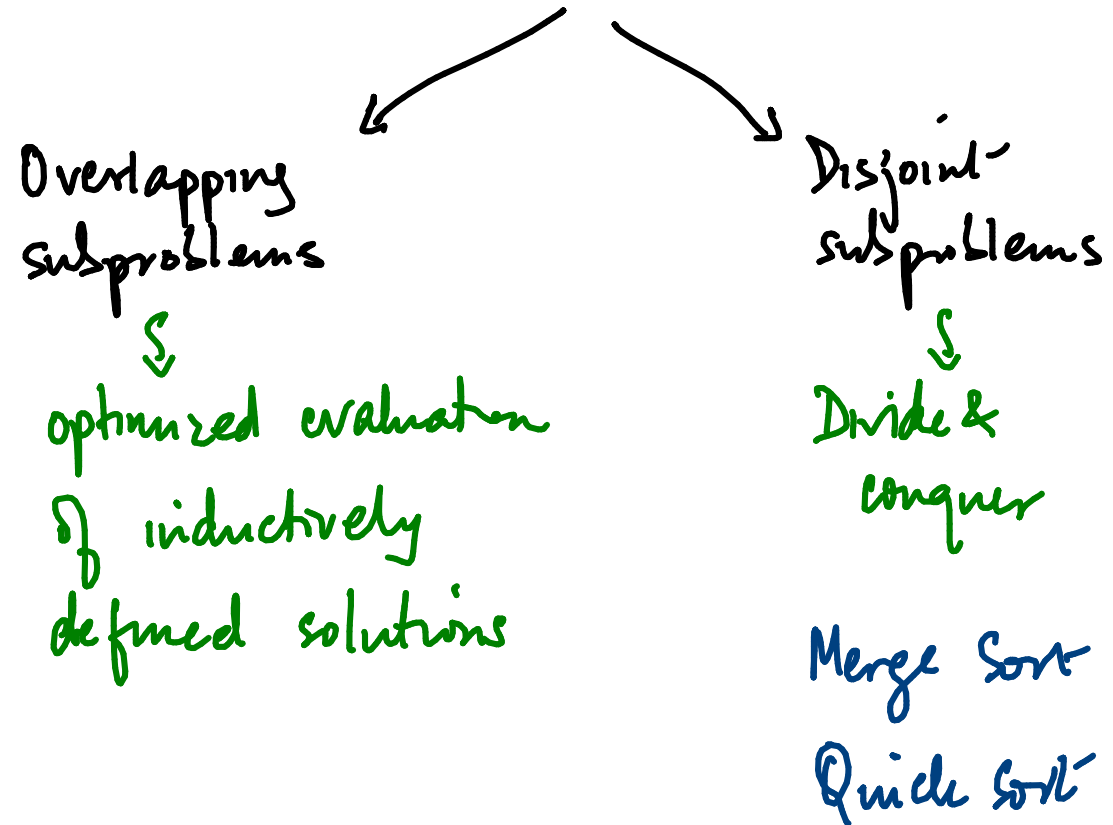 Overlapping
subproblems
optimized evaluation
of inductively
defined solutions
Disjoint
subproblems
Divide &
conquer
Merge Sort
Quick Sort